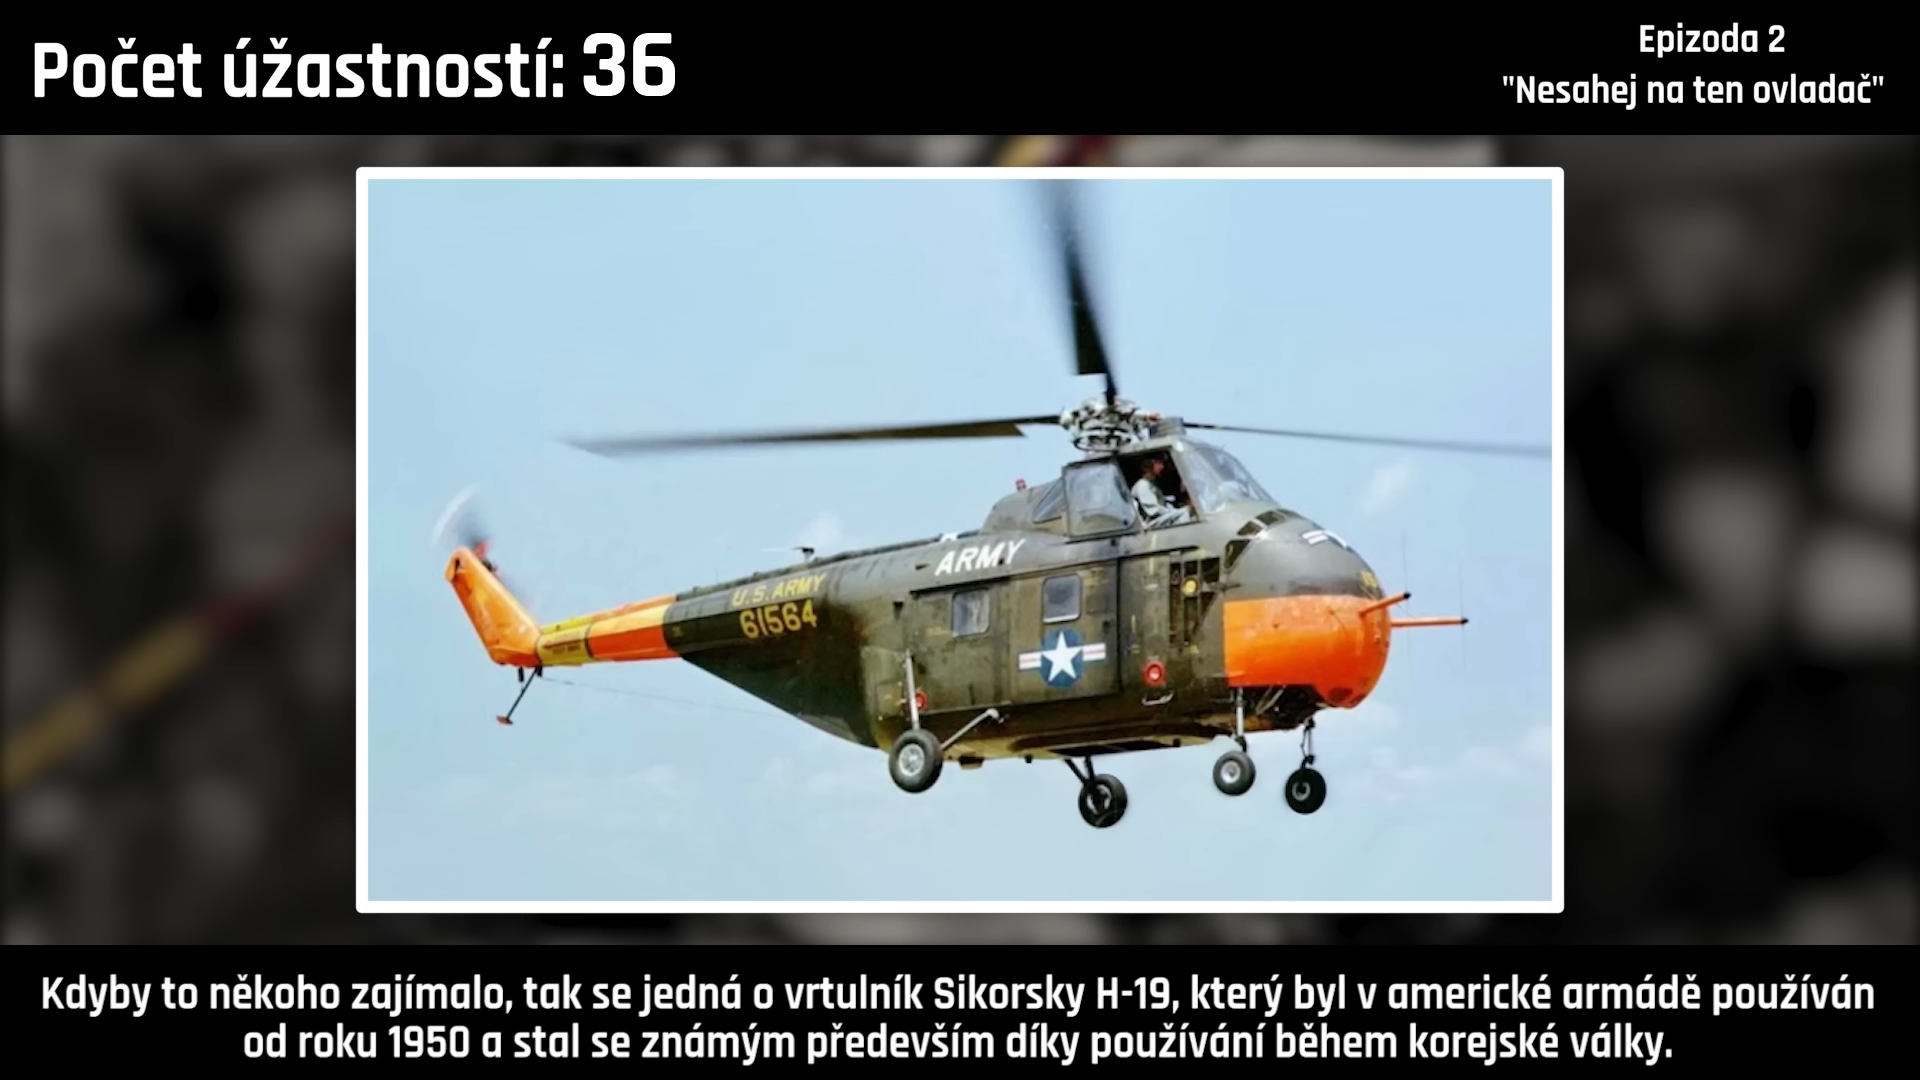 Počet úžastností: 36
Epizoda 2
"Nesahej na ten ovladač"
ARMY
U.S. ARMY
61564
Kdyby to někoho zajímalo, tak se jedná o vrtulník Sikorsky H-19, který byl v americké armádě používán
od roku 1950 a stal se známým především díky používání během korejské války.